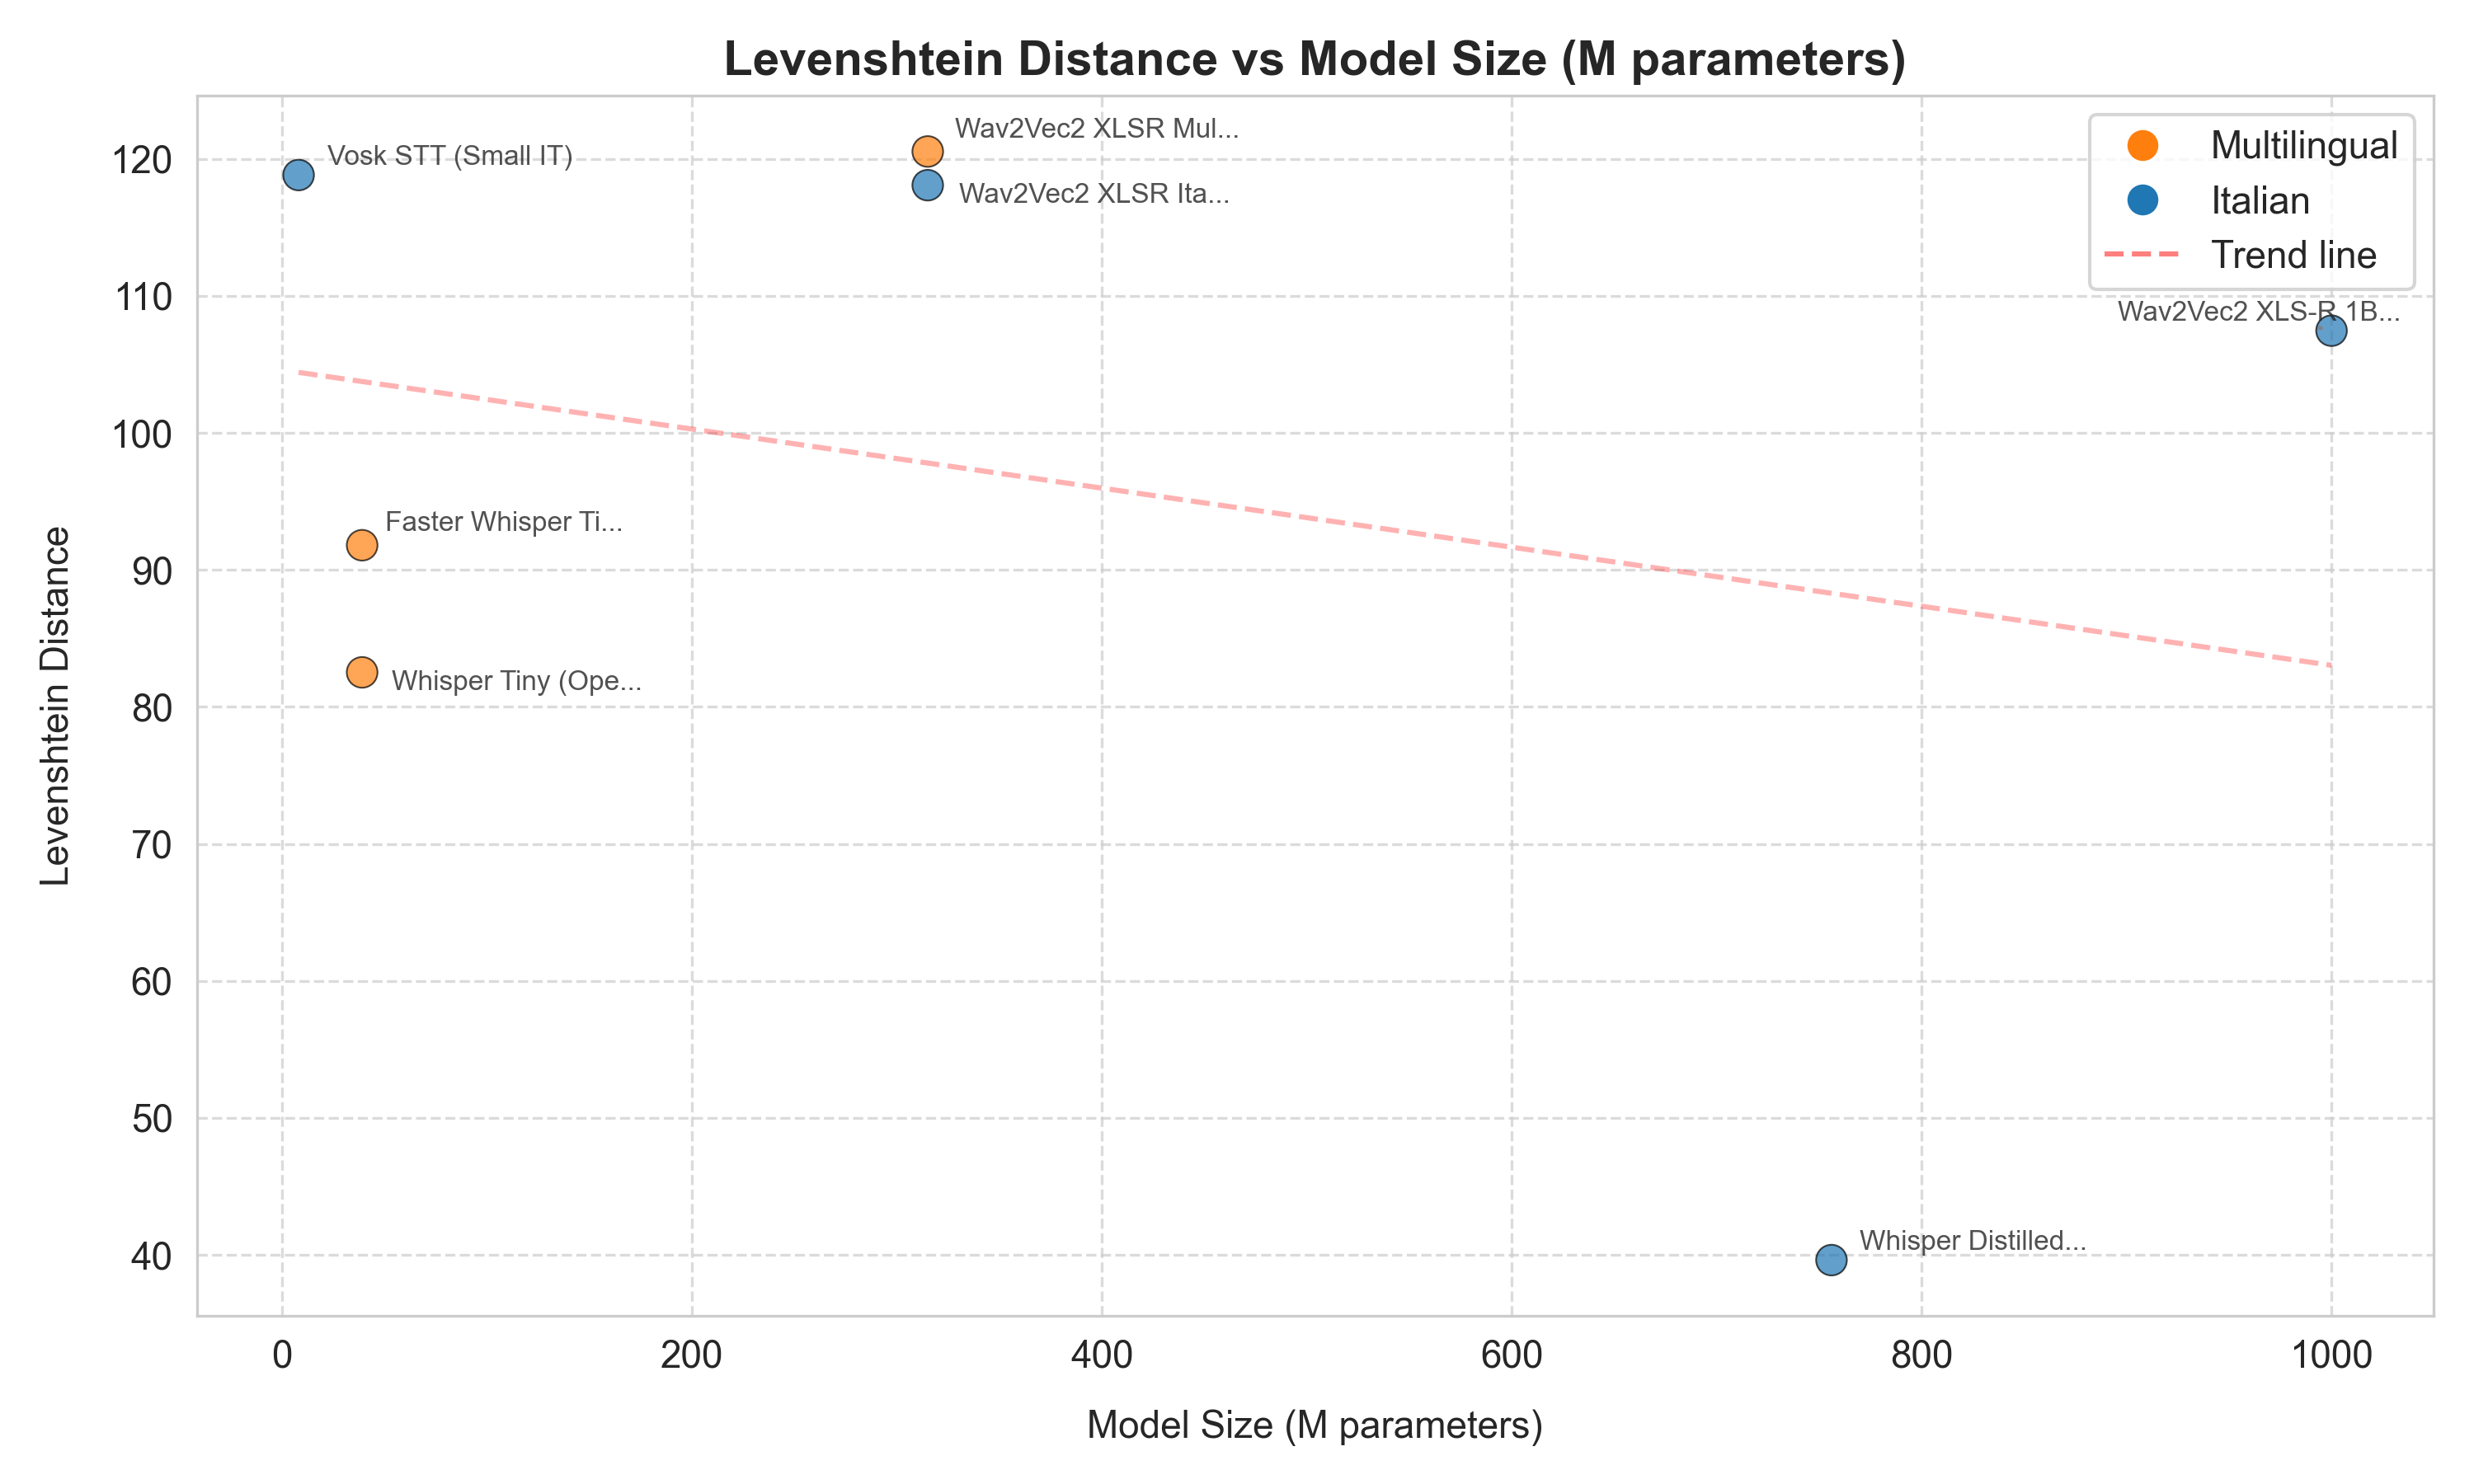 Levenshtein Distance vs Model Size (M parameters)
Wav2Vec2 XLSR Mul...
Vosk STT (Small IT)
Wav2Vec2 XLSR Ita...
Multilingual
Italian
Trend line
Wav2Vec2 XLS-R 1B...
Faster Whisper Ti...
Whisper Tiny (Ope...
Whisper Distilled...
120
110
100
90
80
70
60
50
40
Levenshtein Distance
0 200 400 600 800 1000
Model Size (M parameters)